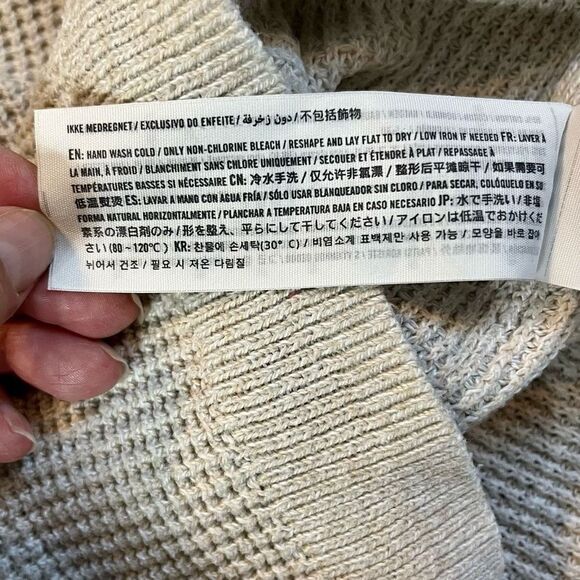 IKKE MEDREGNET / EXCLUSIVO DO ENFEITE / دون زخرفة / 不包括飾物
EN: HAND WASH COLD / ONLY NON-CHLORINE BLEACH / RESHAPE AND LAY FLAT TO DRY / LOW IRON IF NEEDED FR: LAVER À
LA MAIN, À FROID / BLANCHIMENT SANS CHLORE UNIQUEMENT / SECOUER ET ÉTENDRE À PLAT / REPASSAGE À
TEMPÉRATURES BASSES SI NÉCESSAIRE CN: 冷水手洗 / 仅允许非氯漂 / 整形后平摊晾干 / 如果需要可
低温熨烫 ES: LAVAR A MANO CON AGUA FRÍA / SÓLO USAR BLANQUEADOR SIN CLORO / PARA SECAR, COLÓQUELO EN SU
FORMA NATURAL HORIZONTALMENTE / PLANCHAR A TEMPERATURA BAJA EN CASO NECESARIO JP: 水で手洗い / 非塩
素系の漂白剤のみ / 形を整え、平らにして干してください / アイロンは低温でおかけくだ
さい (80~120°C) KR: 찬물에 손세탁(30° C) / 비염소계 표백제만 사용 가능 / 모양을 바로 잡아
뉘어서 건조 / 필요 시 저온 다림질